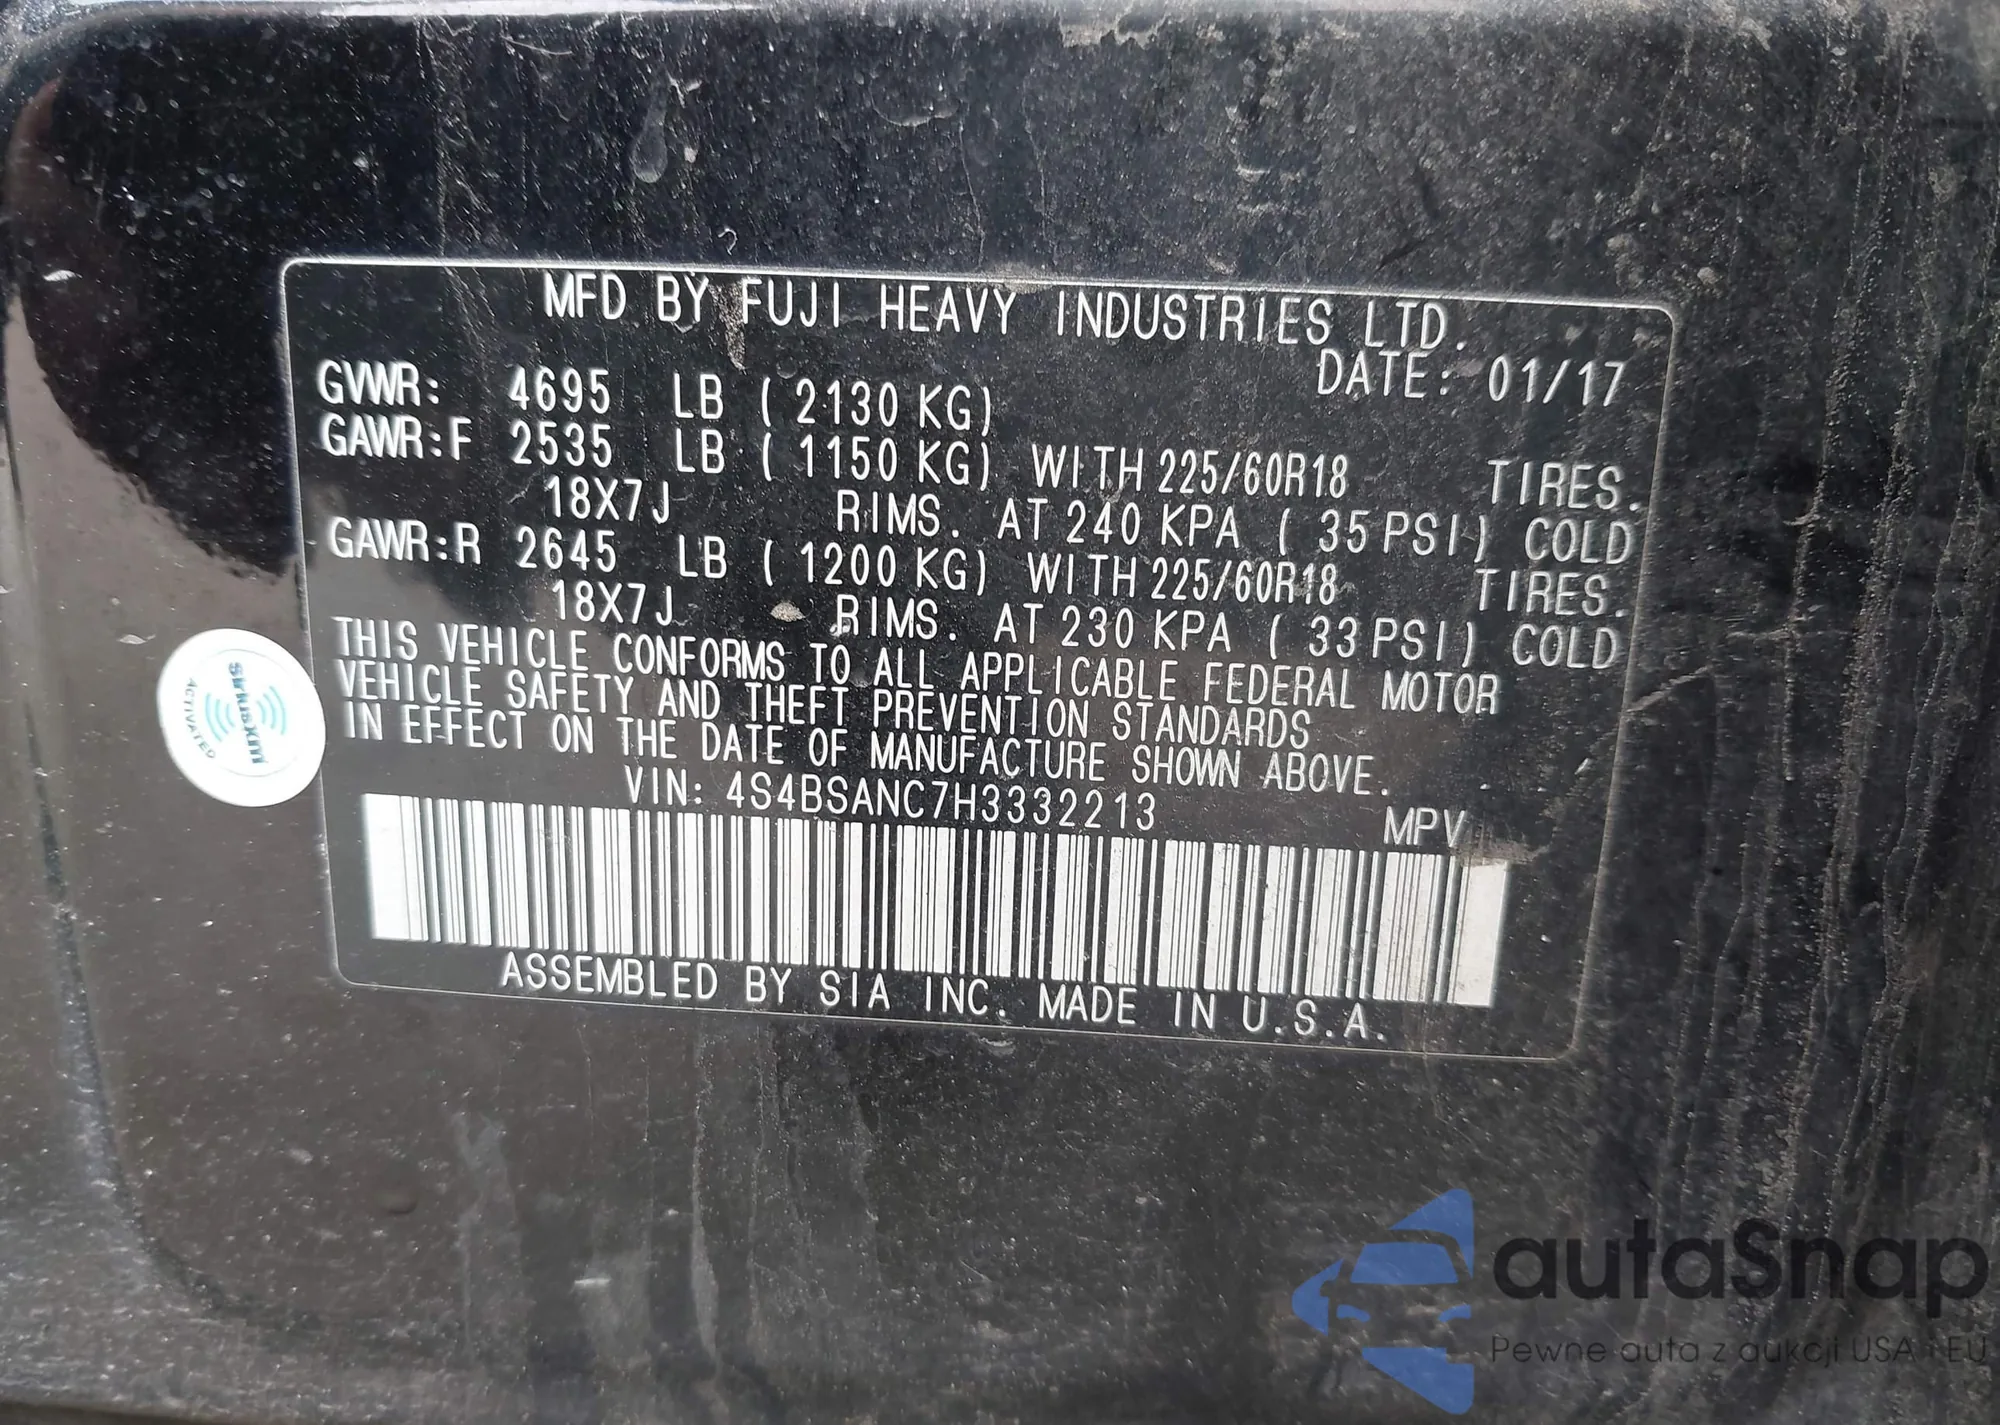 MFD BY FUJI HEAVY INDUSTRIES LTD.
DATE: 01/17
GVWR: 4695 LB ( 2130 KG)
GAWR:F 2535 LB ( 1150 KG) WITH 225/60R18 TIRES.
18X7J RIMS. AT 240 KPA ( 35 PSI) COLD
GAWR:R 2645 LB ( 1200 KG) WITH 225/60R18 TIRES.
18X7J RIMS. AT 230 KPA ( 33 PSI) COLD
THIS VEHICLE CONFORMS TO ALL APPLICABLE FEDERAL MOTOR
VEHICLE SAFETY AND THEFT PREVENTION STANDARDS
IN EFFECT ON THE DATE OF MANUFACTURE SHOWN ABOVE.
VIN: 4S4BSANC7H3332213 MPV
ASSEMBLED BY SIA INC. MADE IN U.S.A.
siriusxm
ACTIVATED
autaSnap
Pewne auta z aukcji USA i EU